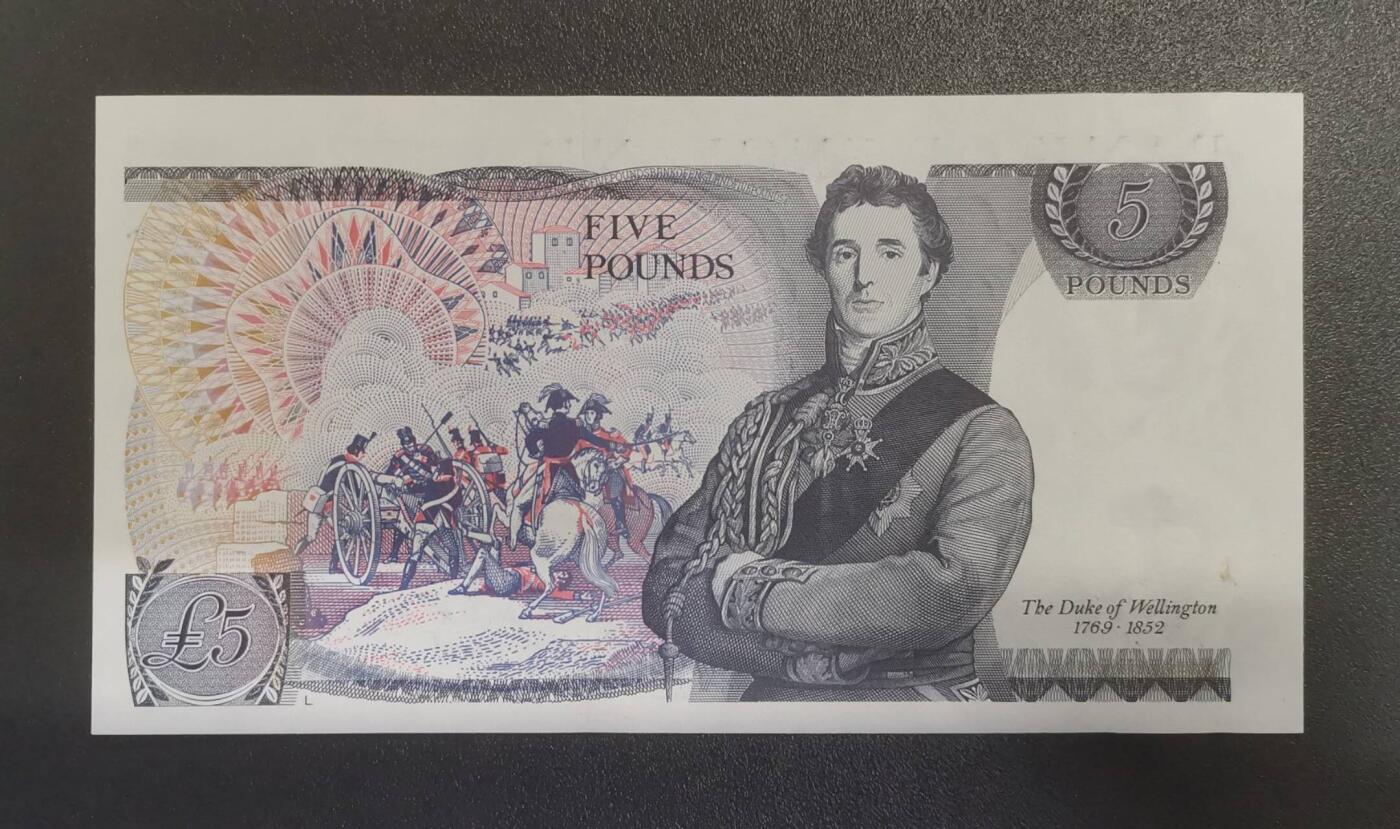 FIVE
POUNDS
5
POUNDS
£5
The Duke of Wellington
1769 · 1852
L